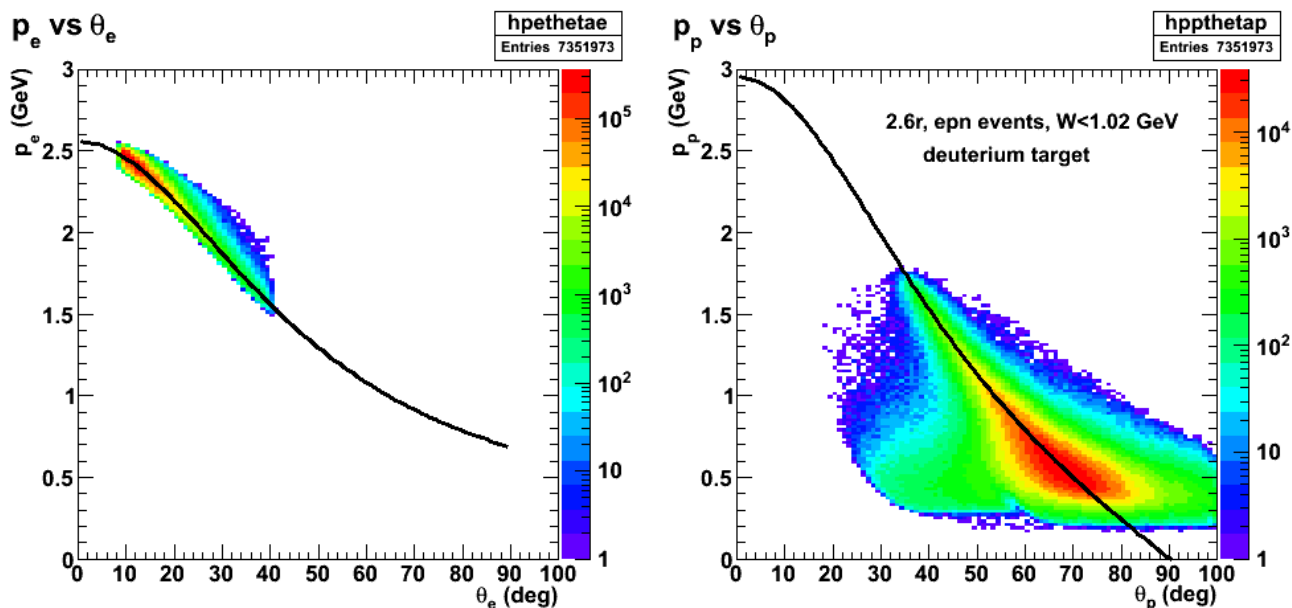 p_e vs θ_e
hpethetae
Entries 7351973
p_e (GeV)
3
2.5
2
1.5
1
0.5
0
0 10 20 30 40 50 60 70 80 90 100
θ_e (deg)
10^5
10^4
10^3
10^2
10
1
p_p vs θ_p
hppthetap
Entries 7351973
p_p (GeV)
3
2.5
2
1.5
1
0.5
0
2.6r, epn events, W<1.02 GeV
deuterium target
0 10 20 30 40 50 60 70 80 90 100
θ_p (deg)
10^4
10^3
10^2
10
1